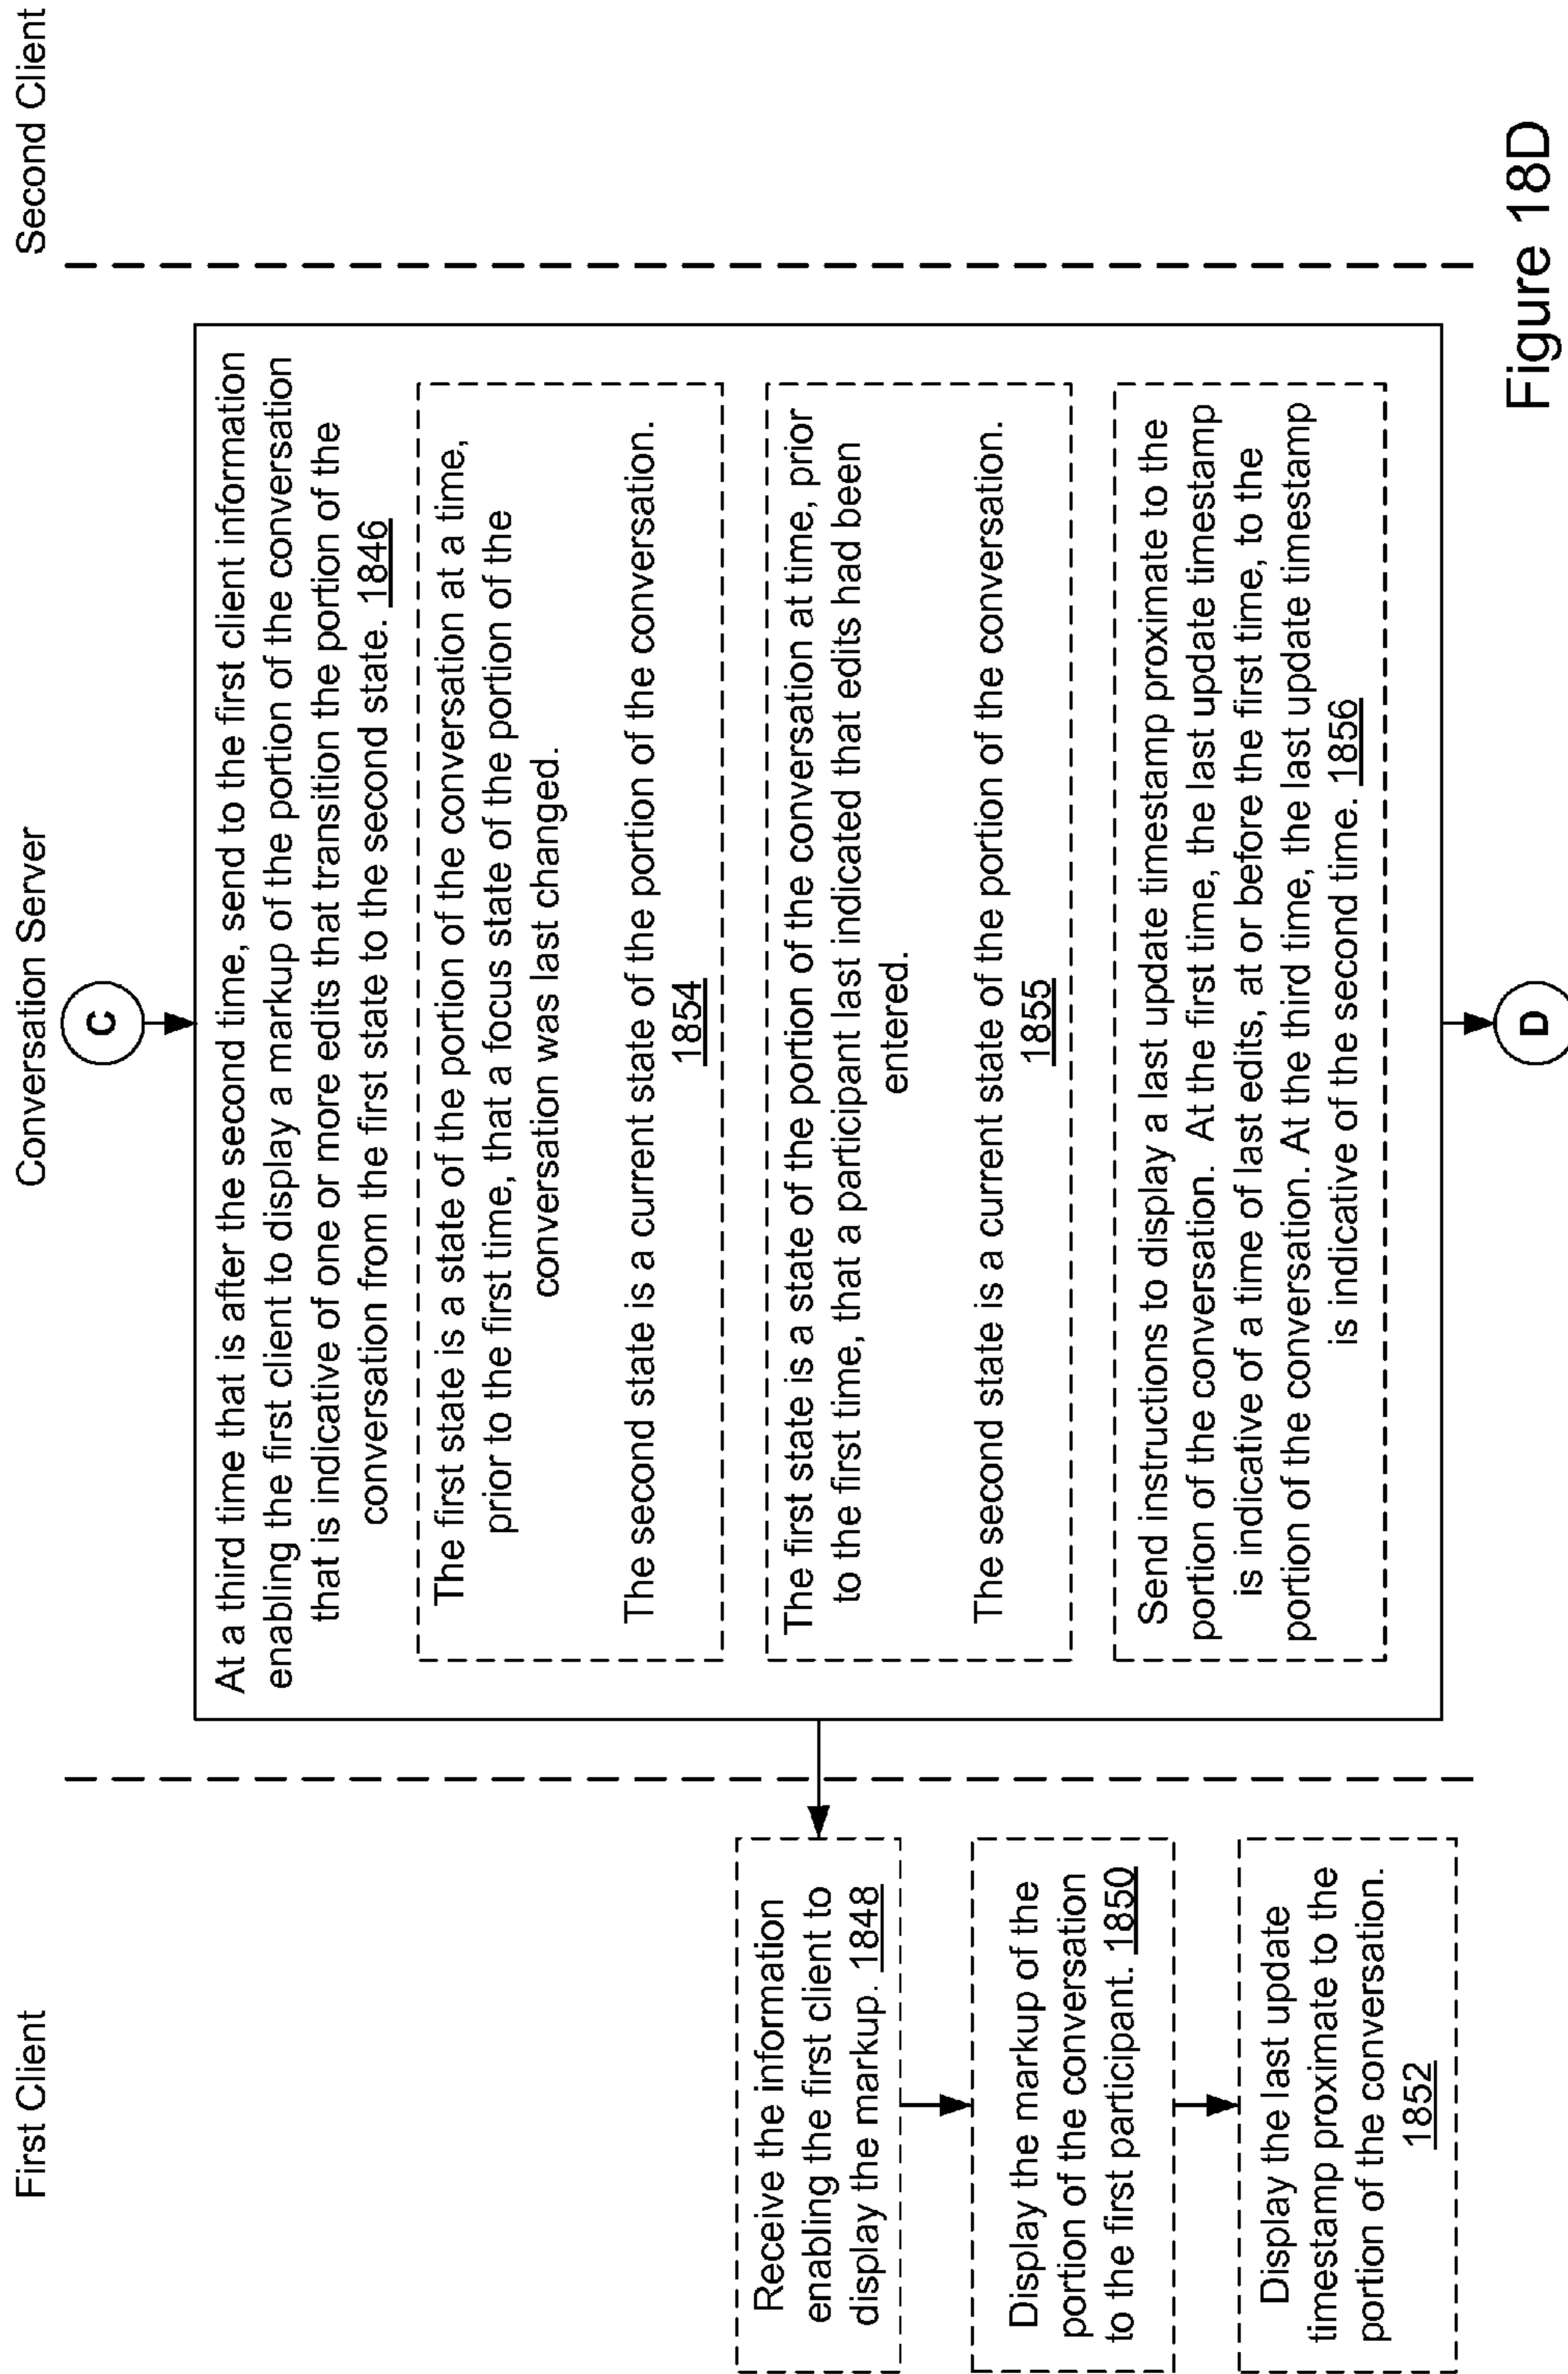 First Client
Conversation Server
Second Client
C
At a third time that is after the second time, send to the first client information
enabling the first client to display a markup of the portion of the conversation
that is indicative of one or more edits that transition the portion of the
conversation from the first state to the second state. 1846
The first state is a state of the portion of the conversation at a time,
prior to the first time, that a focus state of the portion of the
conversation was last changed.
The second state is a current state of the portion of the conversation.
1854
The first state is a state of the portion of the conversation at time, prior
to the first time, that a participant last indicated that edits had been
entered.
The second state is a current state of the portion of the conversation.
1855
Send instructions to display a last update timestamp proximate to the
portion of the conversation. At the first time, the last update timestamp
is indicative of a time of last edits, at or before the first time, to the
portion of the conversation. At the third time, the last update timestamp
is indicative of the second time. 1856
Receive the information
enabling the first client to
display the markup. 1848
Display the markup of the
portion of the conversation
to the first participant. 1850
Display the last update
timestamp proximate to the
portion of the conversation.
1852
D
Figure 18D